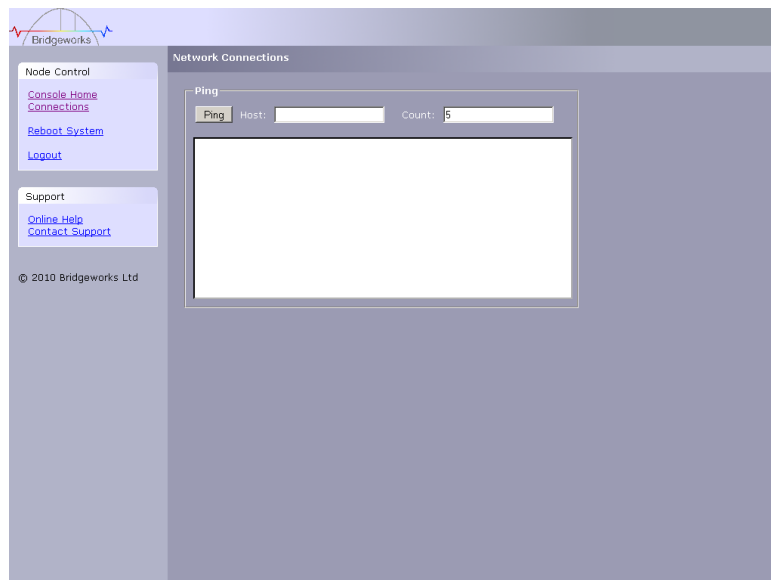 Bridgeworks
Network Connections
Node Control
Console Home
Connections
Reboot System
Logout
Support
Online Help
Contact Support
© 2010 Bridgeworks Ltd
Ping
Ping Host: Count: 5